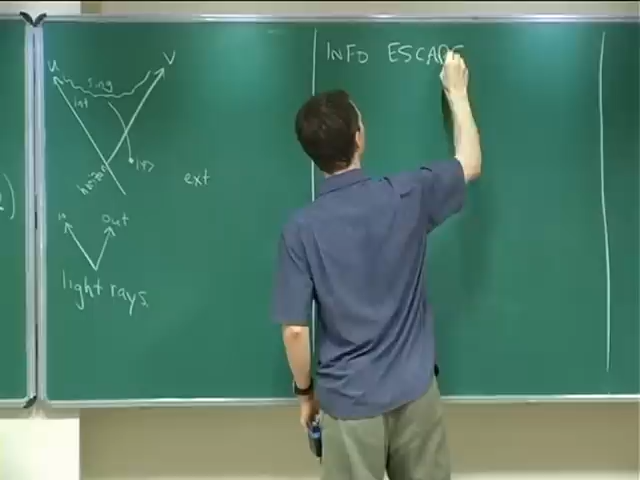 U
V
sing
int
|ψ>
horizon
ext
in
out
light rays
INFO ESCAPE
)